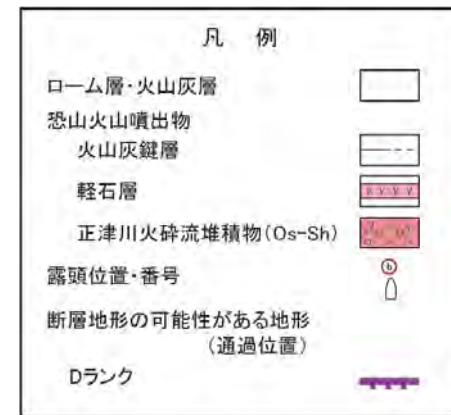 凡 例
ローム層・火山灰層
恐山火山噴出物
火山灰鍵層
軽石層
正津川火砕流堆積物(Os-Sh)
露頭位置・番号
b
断層地形の可能性がある地形
(通過位置)
Dランク